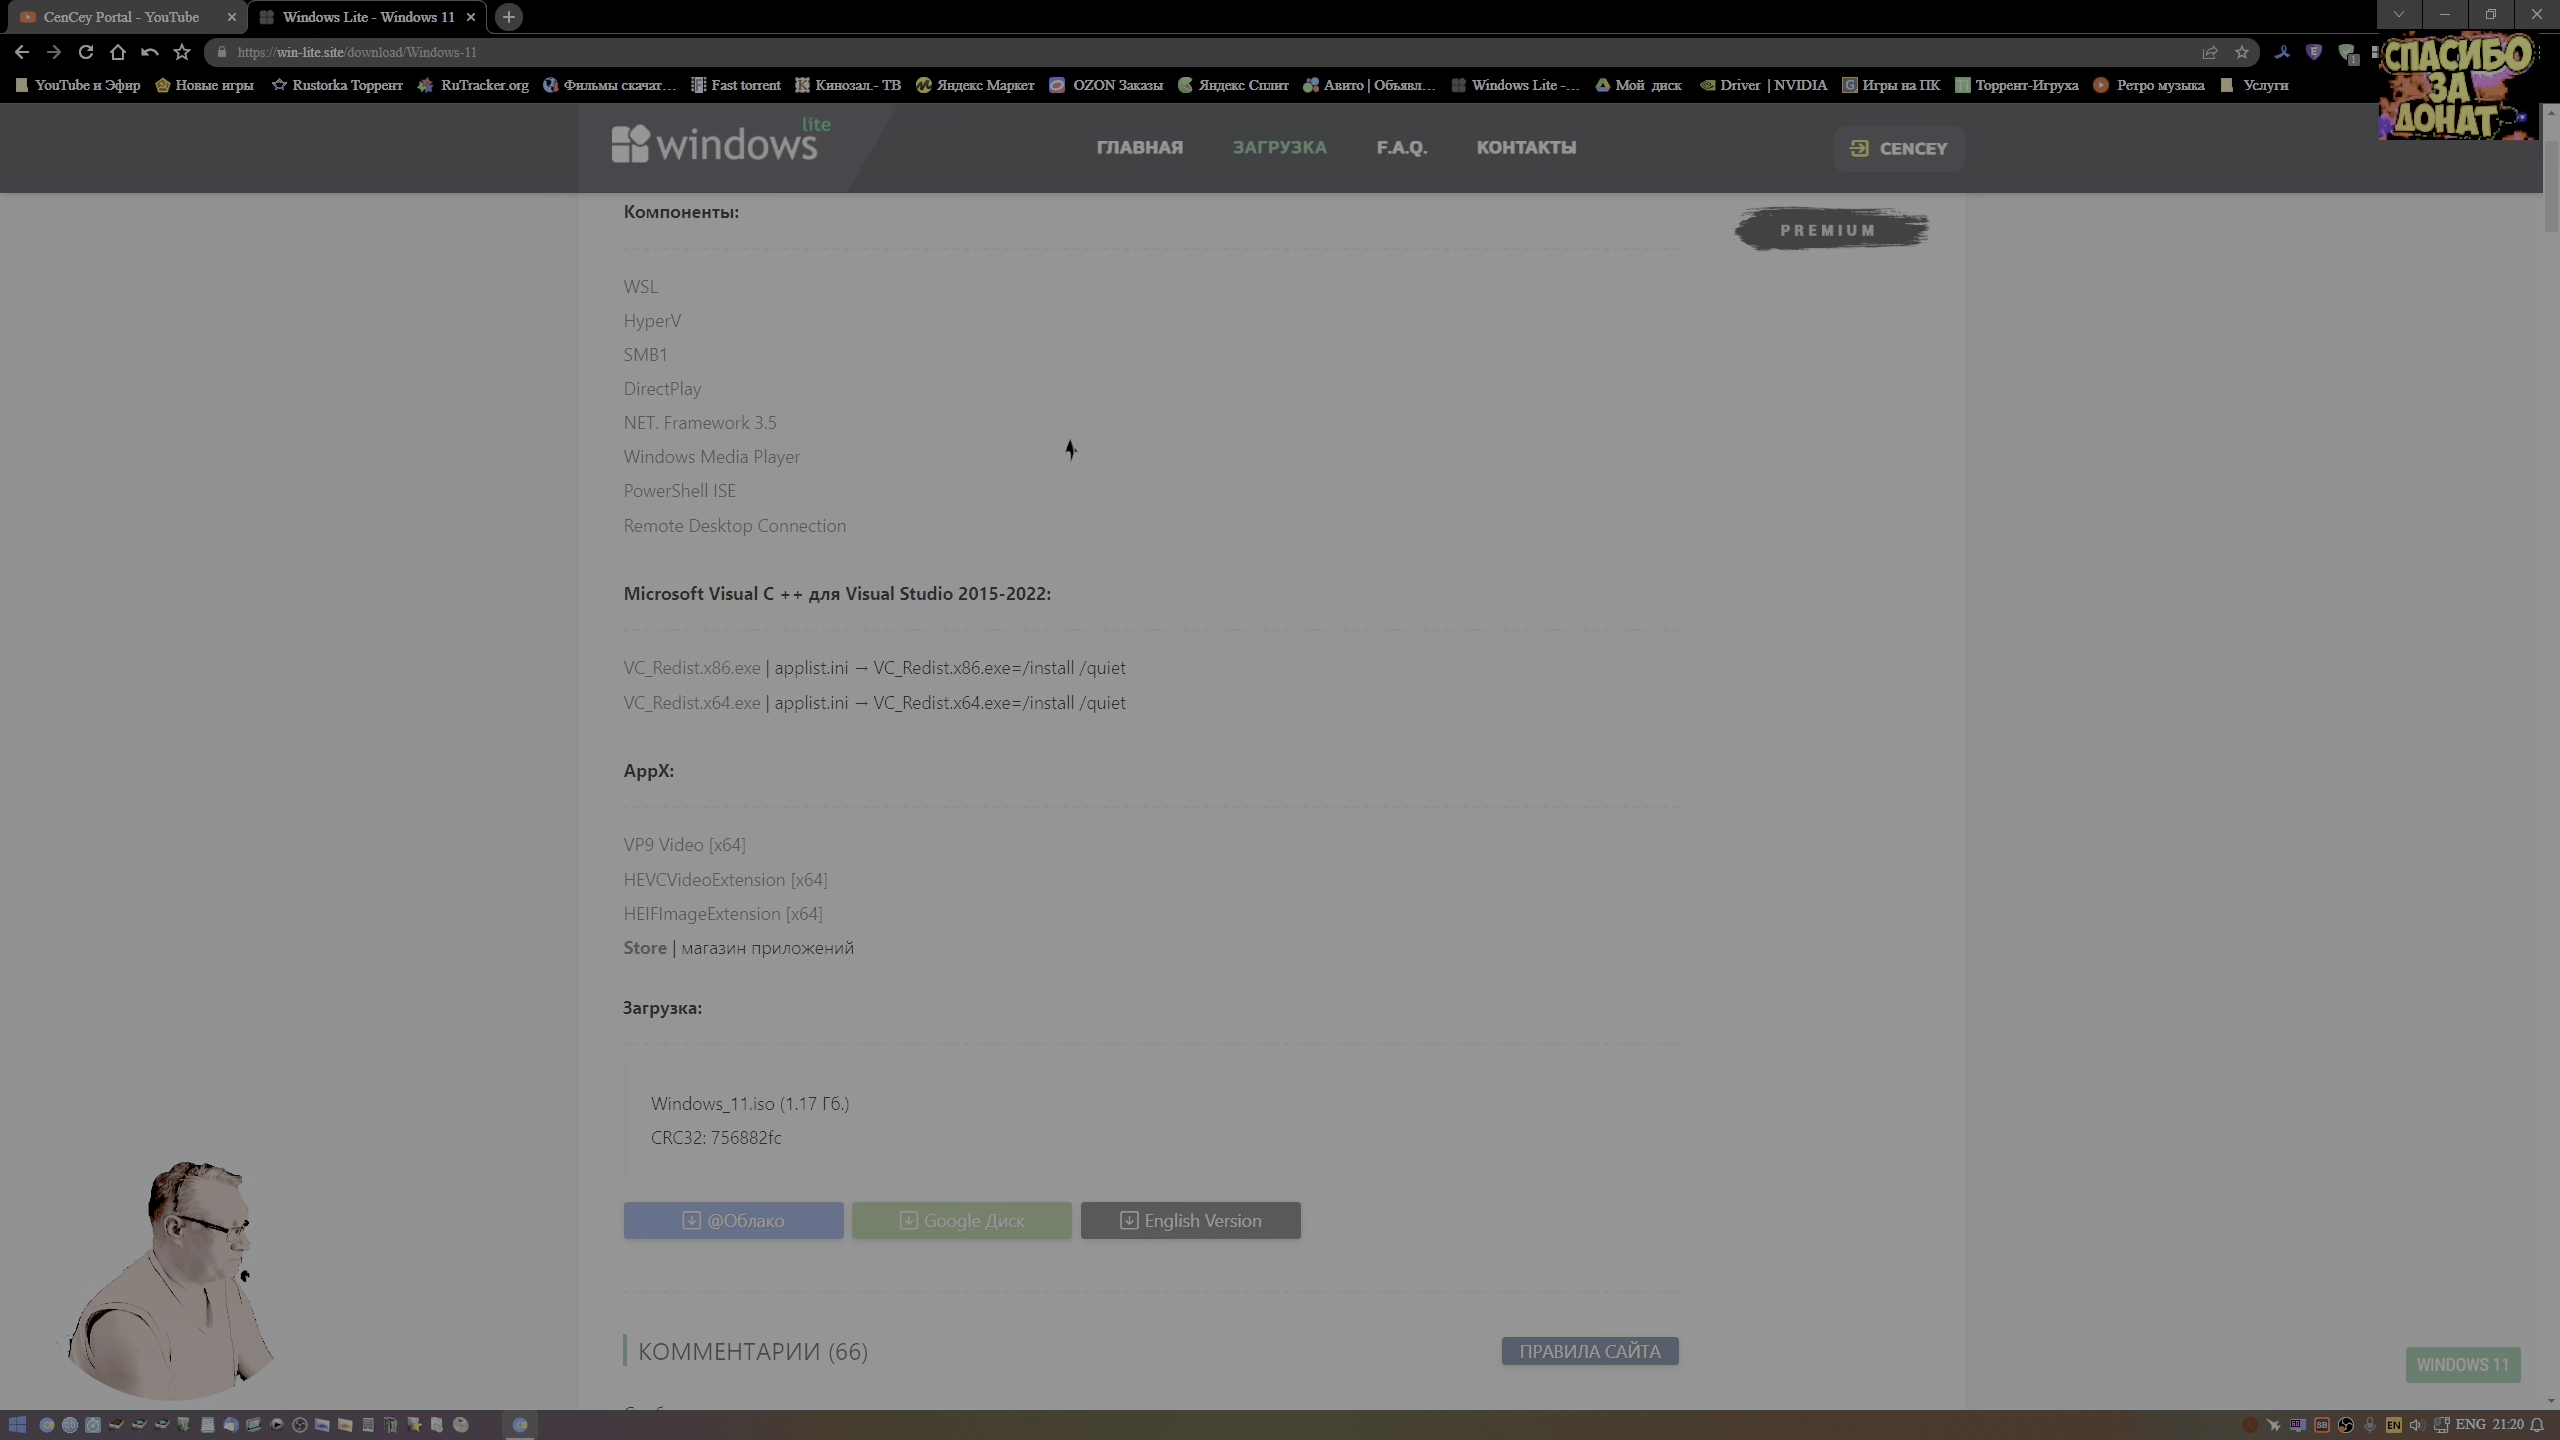 CenCey Portal - YouTube
Windows Lite - Windows 11
https://win-lite.site/download/Windows-11
YouTube и Эфир
Новые игры
Rustorka Торрент
RuTracker.org
Фильмы скачат...
Fast torrent
Кинозал.- ТВ
Яндекс Маркет
OZON Заказы
Яндекс Сплит
Авито | Объявл...
Windows Lite -...
Мой диск
Driver | NVIDIA
Игры на ПК
Торрент-Игруха
Ретро музыка
Услуги
СПАСИБО
ЗА
ДОНАТ
windows lite
ГЛАВНАЯ
ЗАГРУЗКА
F.A.Q.
КОНТАКТЫ
CENCEY
Компоненты:
PREMIUM
WSL
HyperV
SMB1
DirectPlay
NET. Framework 3.5
Windows Media Player
PowerShell ISE
Remote Desktop Connection
Microsoft Visual C ++ для Visual Studio 2015-2022:
VC_Redist.x86.exe | applist.ini → VC_Redist.x86.exe=/install /quiet
VC_Redist.x64.exe | applist.ini → VC_Redist.x64.exe=/install /quiet
AppX:
VP9 Video [x64]
HEVCVideoExtension [x64]
HEIFImageExtension [x64]
Store | магазин приложений
Загрузка:
Windows_11.iso (1.17 Гб.)
CRC32: 756882fc
@Облако
Google Диск
English Version
КОММЕНТАРИИ (66)
ПРАВИЛА САЙТА
WINDOWS 11
EN
ENG 21:20